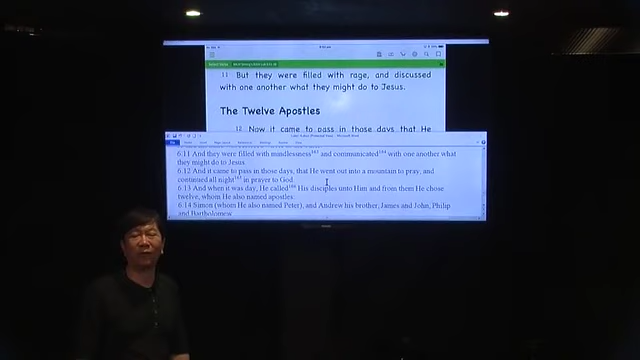 11 But they were filled with rage, and discussed
with one another what they might do to Jesus.
The Twelve Apostles
12 Now it came to pass in those days that He
6:11 And they were filled with mindlessness and communicated with one another what
they might do to Jesus
6:12 And it came to pass in those days, that He went out into a mountain to pray, and
continued all night in prayer to God
6:13 And when it was day, He called His disciples unto Him and from them He chose
twelve, whom He also named apostles
6:14 Simon (whom He also named Peter), and Andrew his brother, James and John, Philip
and Bartholomew